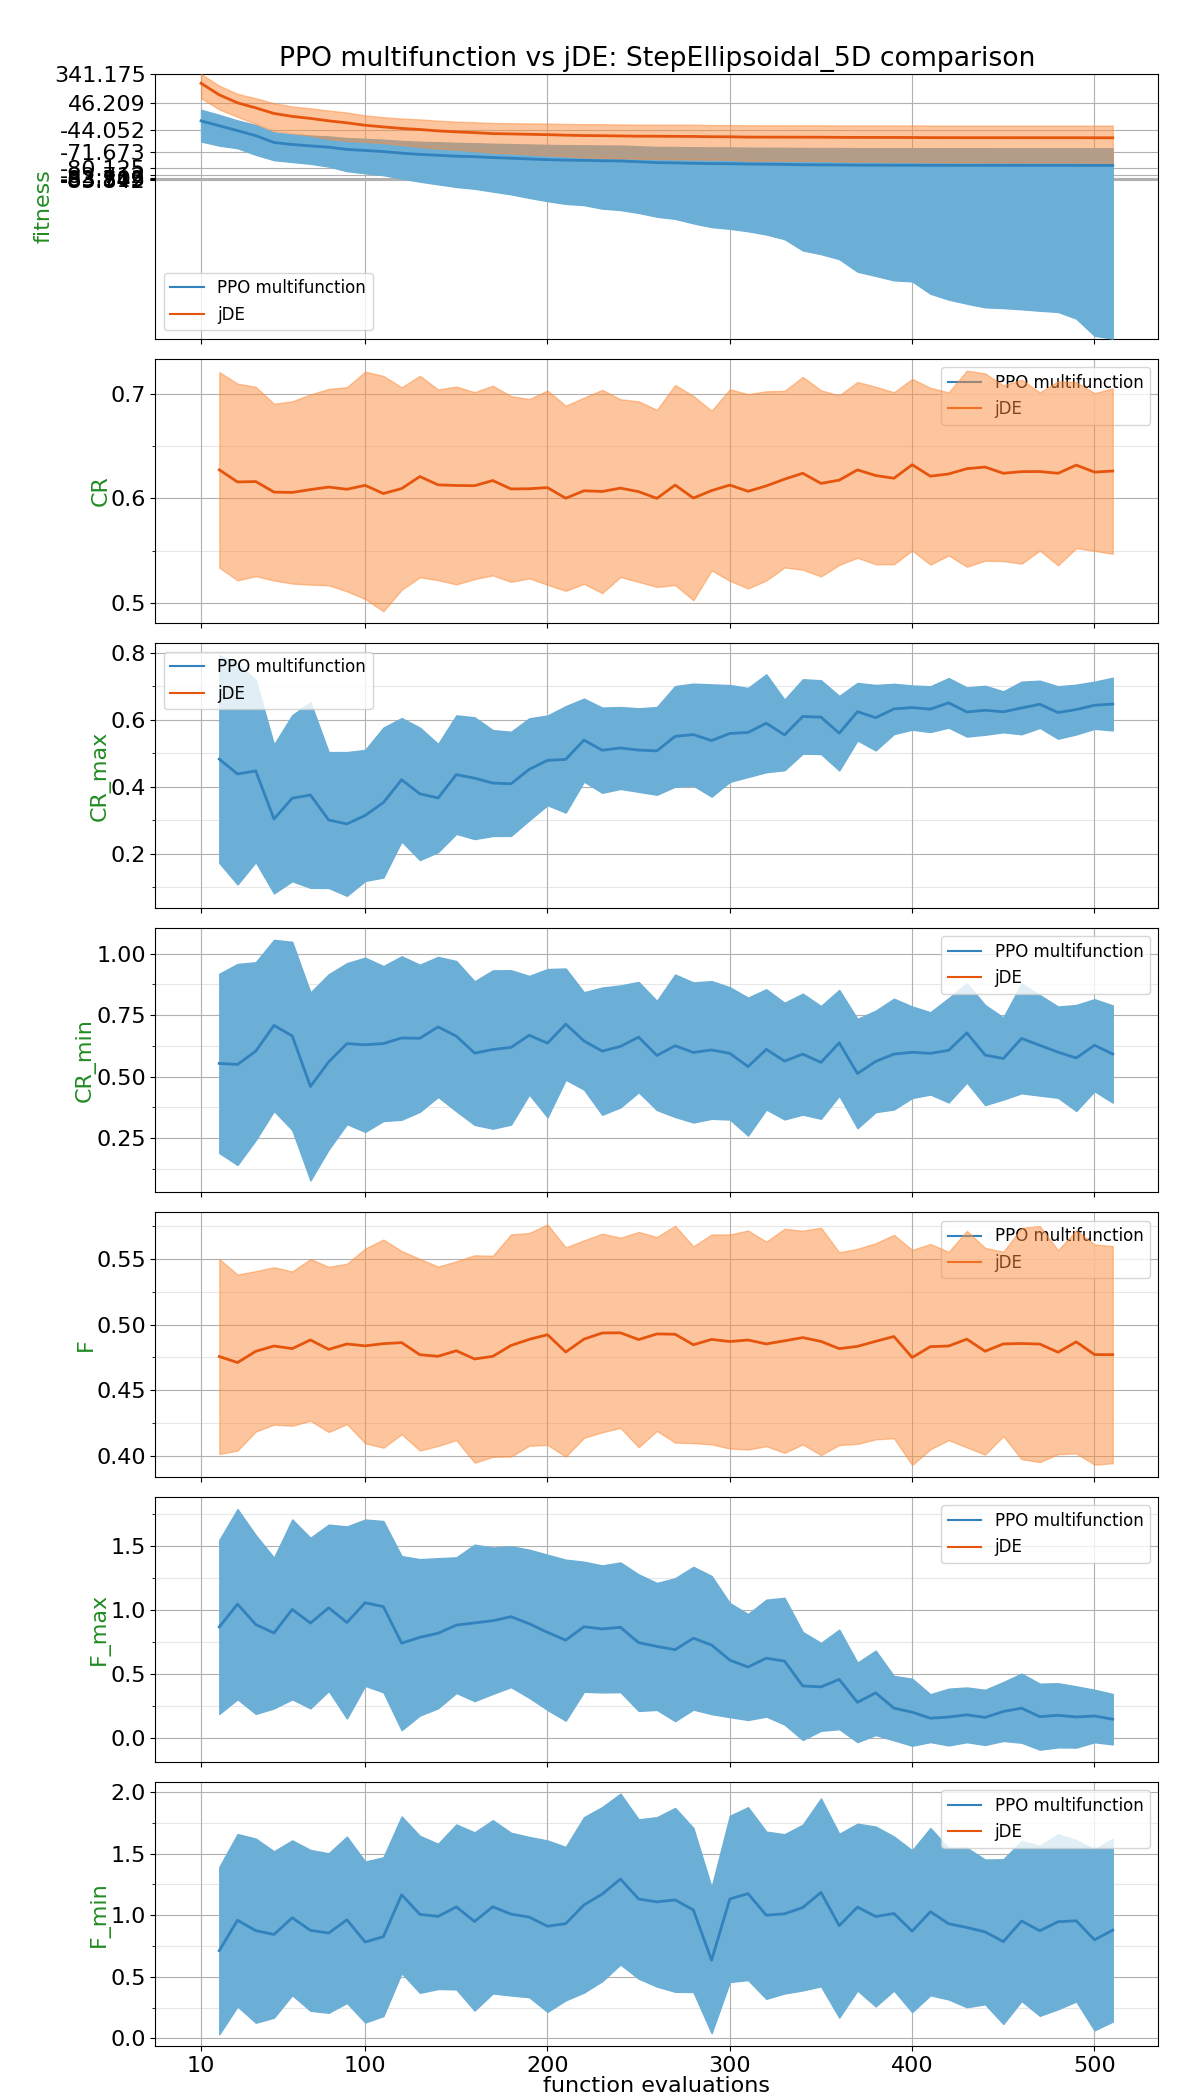 PPO multifunction vs jDE: StepEllipsoidal_5D comparison
341.175
46.209
-44.052
-71.673
-80.125
fitness
PPO multifunction
jDE
0.7
0.6
0.5
CR
PPO multifunction
jDE
0.8
0.6
0.4
0.2
CR_max
PPO multifunction
jDE
1.00
0.75
0.50
0.25
CR_min
PPO multifunction
jDE
0.55
0.50
0.45
0.40
F
PPO multifunction
jDE
1.5
1.0
0.5
0.0
F_max
PPO multifunction
jDE
2.0
1.5
1.0
0.5
0.0
F_min
PPO multifunction
jDE
10 100 200 300 400 500
function evaluations